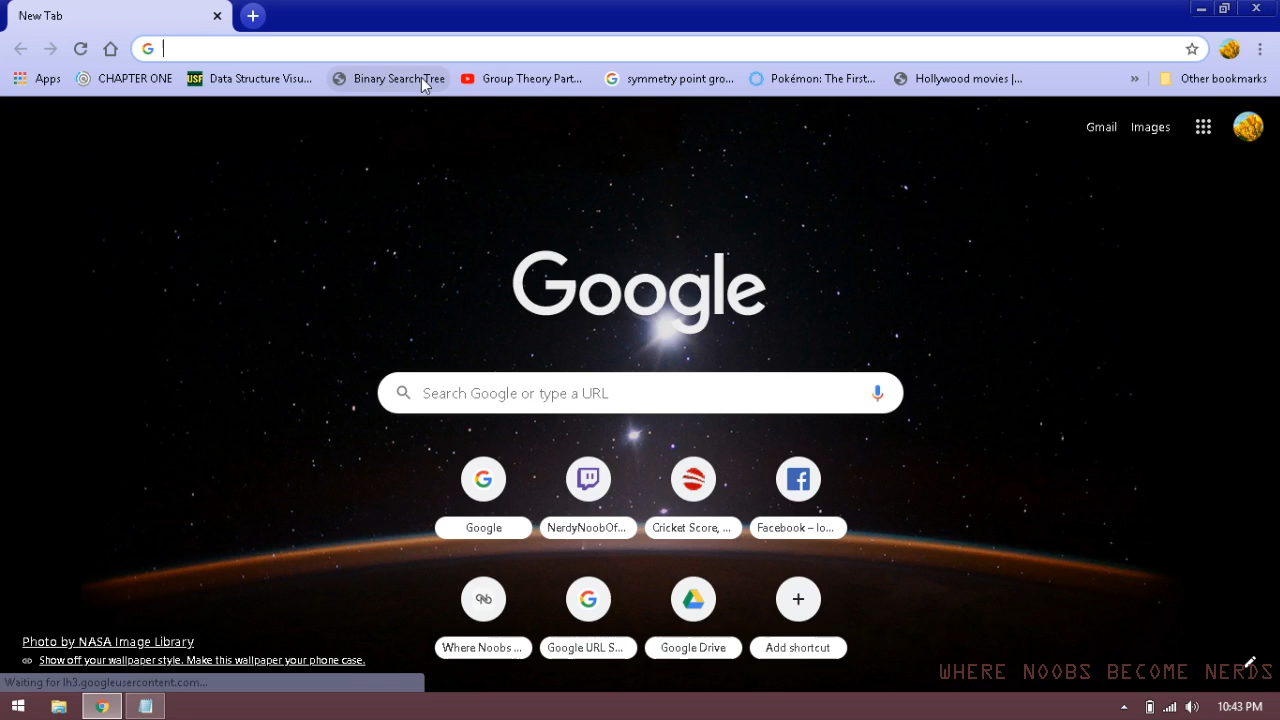 New Tab
Apps
CHAPTER ONE
USF
Data Structure Visu...
Binary Search Tree
Group Theory Part...
symmetry point gro...
Pokémon: The First...
Hollywood movies |...
»
Other bookmarks
Gmail
Images
Google
Search Google or type a URL
Google
NerdyNoobOf...
Cricket Score, ...
Facebook – lo...
Where Noobs ...
Google URL S...
Google Drive
Add shortcut
Photo by NASA Image Library
Show off your wallpaper style. Make this wallpaper your phone case.
Waiting for lh3.googleusercontent.com...
WHERE NOOBS BECOME NERDS
10:43 PM